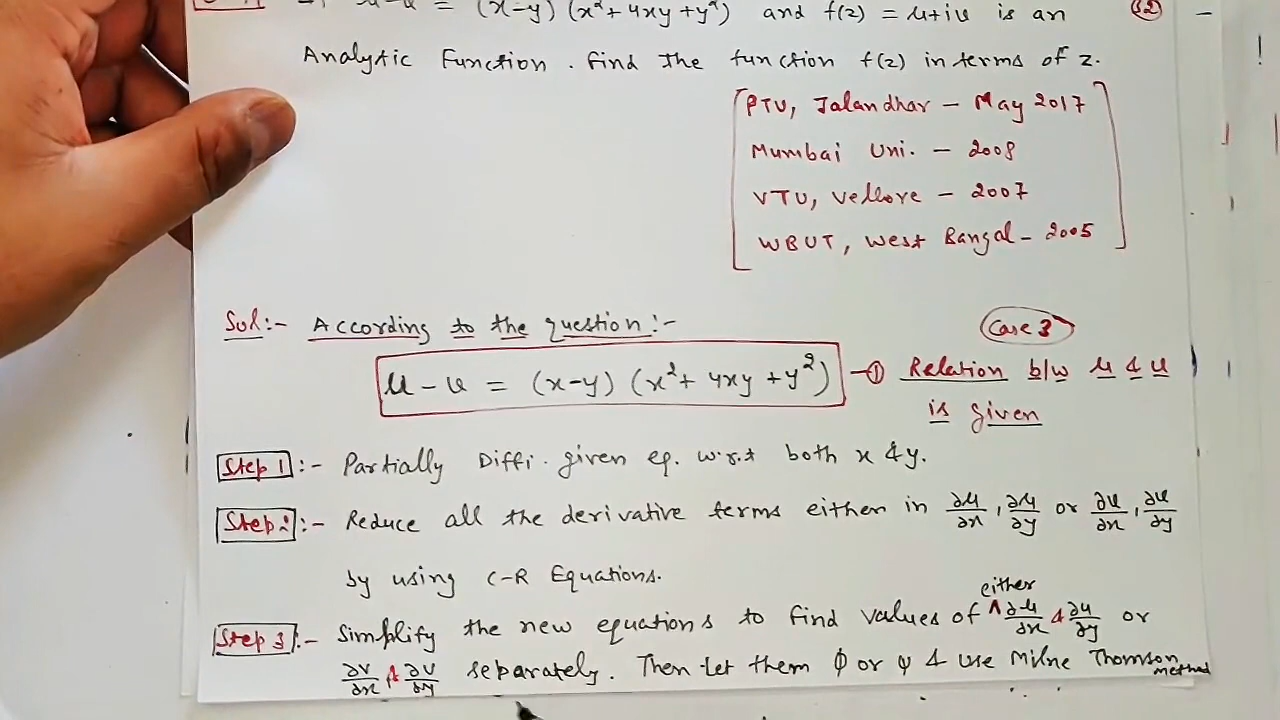 u-v = (x-y) (x²+4xy+y²) and f(z) = u+iv is an
Analytic Function. Find the function f(z) in terms of z.
PTU, Jalandhar - May 2017
Mumbai Uni. - 2008
VTU, Vellore - 2007
WBUT, West Bangal - 2005
Sol:- According to the question:-
Case 3
u-v = (x-y) (x²+4xy+y²) -① Relation b/w u & v
is given
Step 1:- Partially Diffi. given eq. w.r.t both x & y.
Step 2:- Reduce all the derivative terms either in ∂u/∂x, ∂u/∂y or ∂v/∂x, ∂v/∂y
by using C-R Equations.
either
Step 3:- Simplify the new equations to find values of ∧ ∂u/∂x & ∂u/∂y or
∂v/∂x & ∂v/∂y separately. Then Let them φ or ψ & use Milne Thomson
method